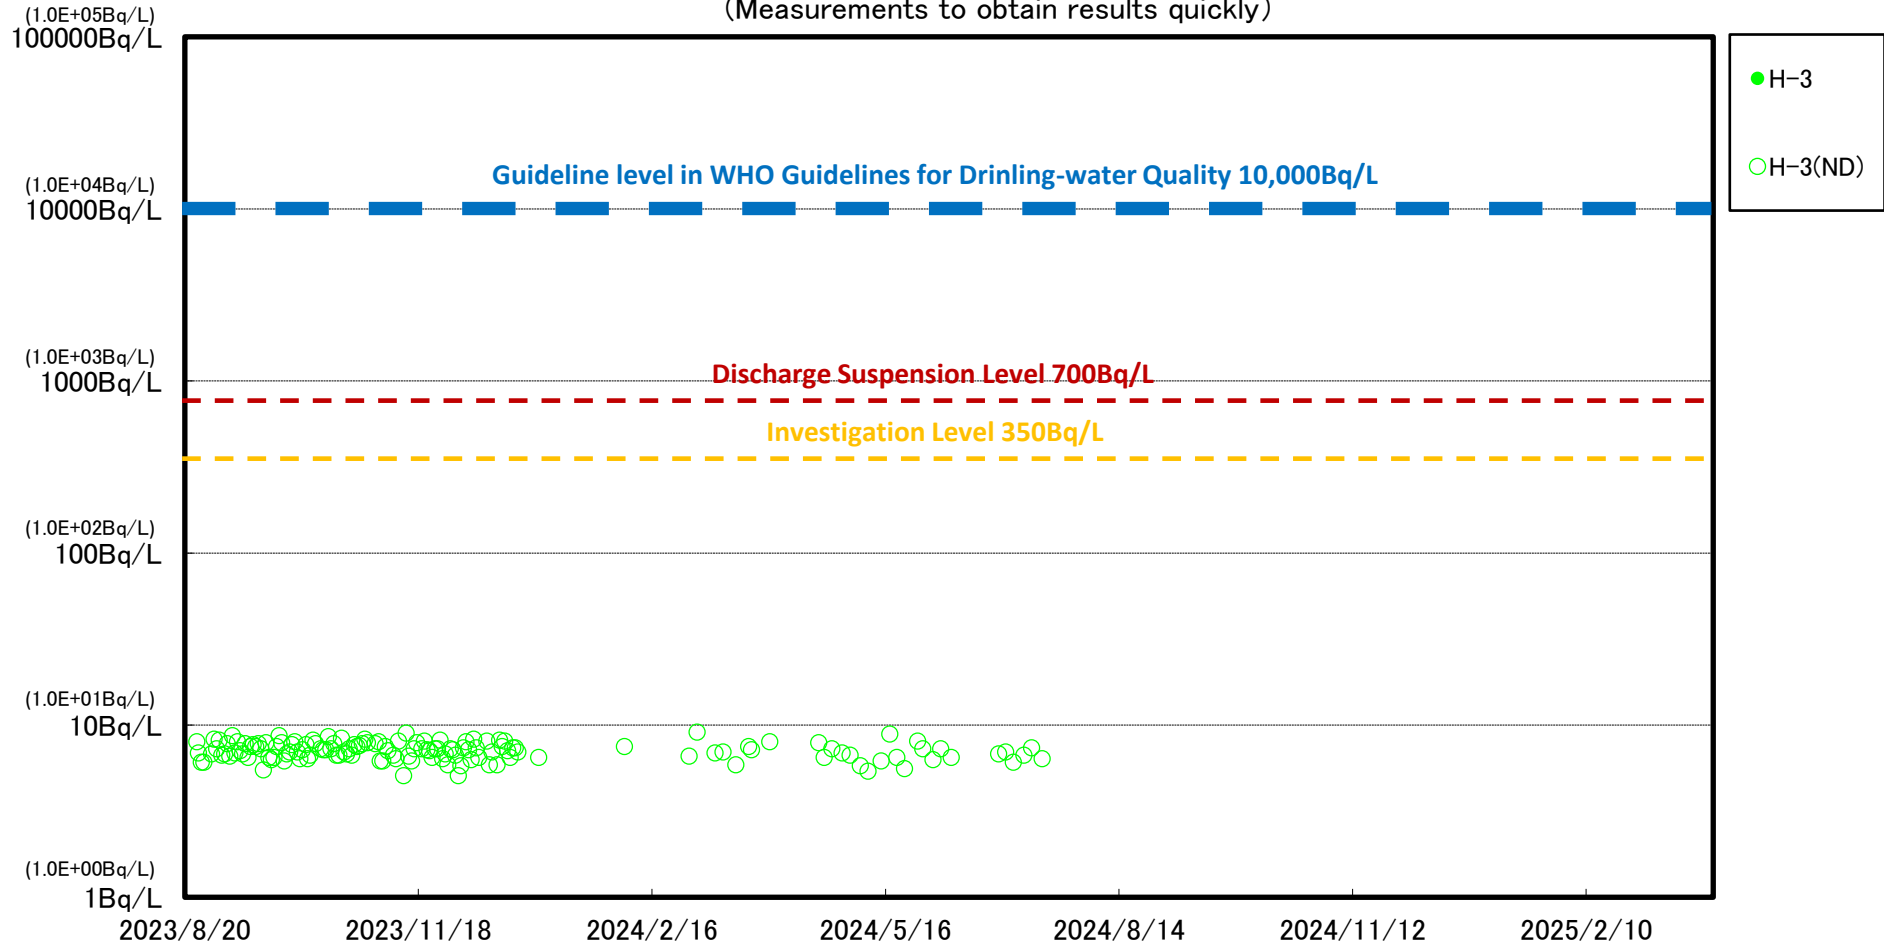 (Measurements to obtain results quickly)
(1.0E+05Bq/L)
100000Bq/L
H-3
H-3(ND)
Guideline level in WHO Guidelines for Drinling-water Quality 10,000Bq/L
(1.0E+04Bq/L)
10000Bq/L
(1.0E+03Bq/L)
1000Bq/L
Discharge Suspension Level 700Bq/L
Investigation Level 350Bq/L
(1.0E+02Bq/L)
100Bq/L
(1.0E+01Bq/L)
10Bq/L
(1.0E+00Bq/L)
1Bq/L
2023/8/20 2023/11/18 2024/2/16 2024/5/16 2024/8/14 2024/11/12 2025/2/10